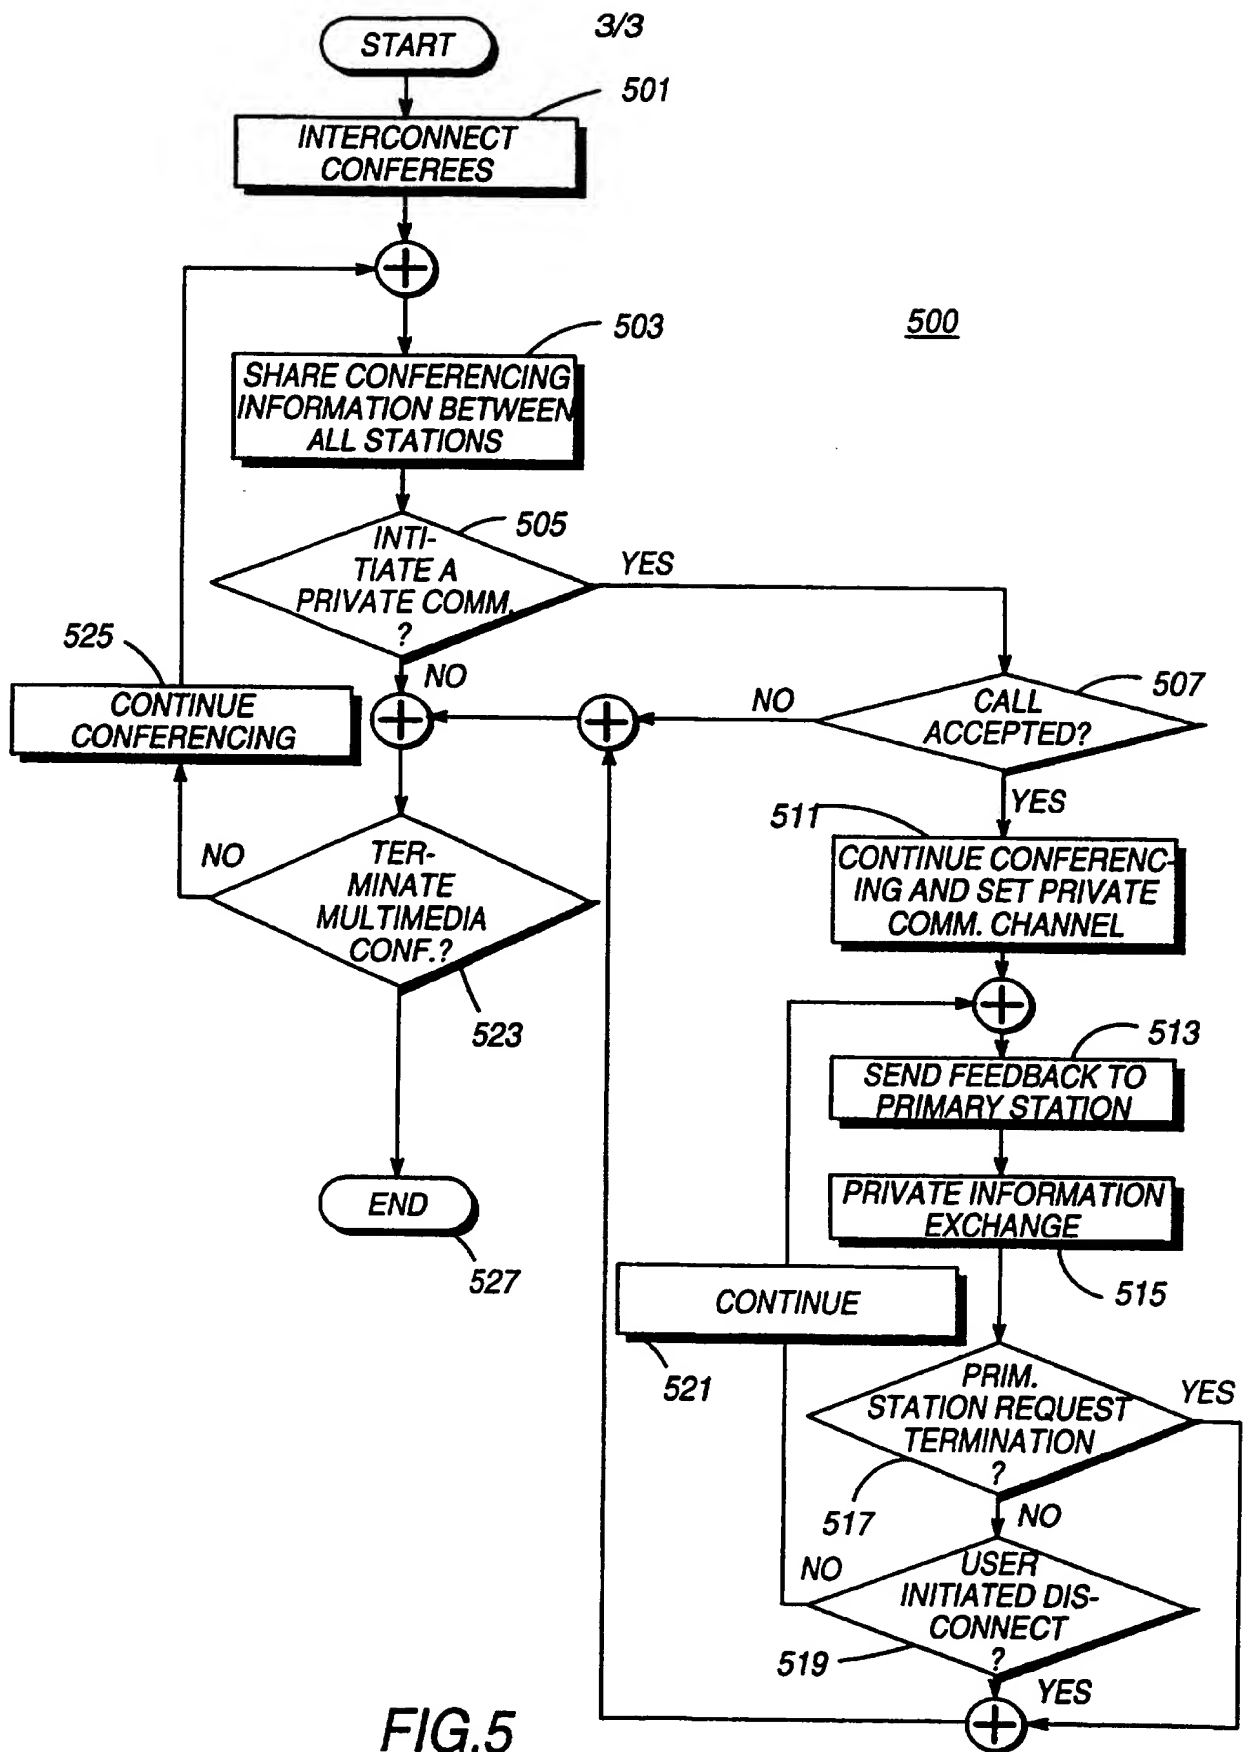 3/3
START
501
INTERCONNECT
CONFEREES
503
500
SHARE CONFERENCING
INFORMATION BETWEEN
ALL STATIONS
505
INTI-
TIATE A
PRIVATE COMM.
?
YES
NO
525
CONTINUE
CONFERENCING
507
CALL
ACCEPTED?
NO
YES
511
CONTINUE CONFERENC-
ING AND SET PRIVATE
COMM. CHANNEL
NO
TER-
MINATE
MULTIMEDIA
CONF.?
523
513
SEND FEEDBACK TO
PRIMARY STATION
END
527
PRIVATE INFORMATION
EXCHANGE
515
CONTINUE
521
PRIM.
STATION REQUEST
TERMINATION
?
YES
517
NO
NO
USER
INITIATED DIS-
CONNECT
?
519
YES
FIG.5